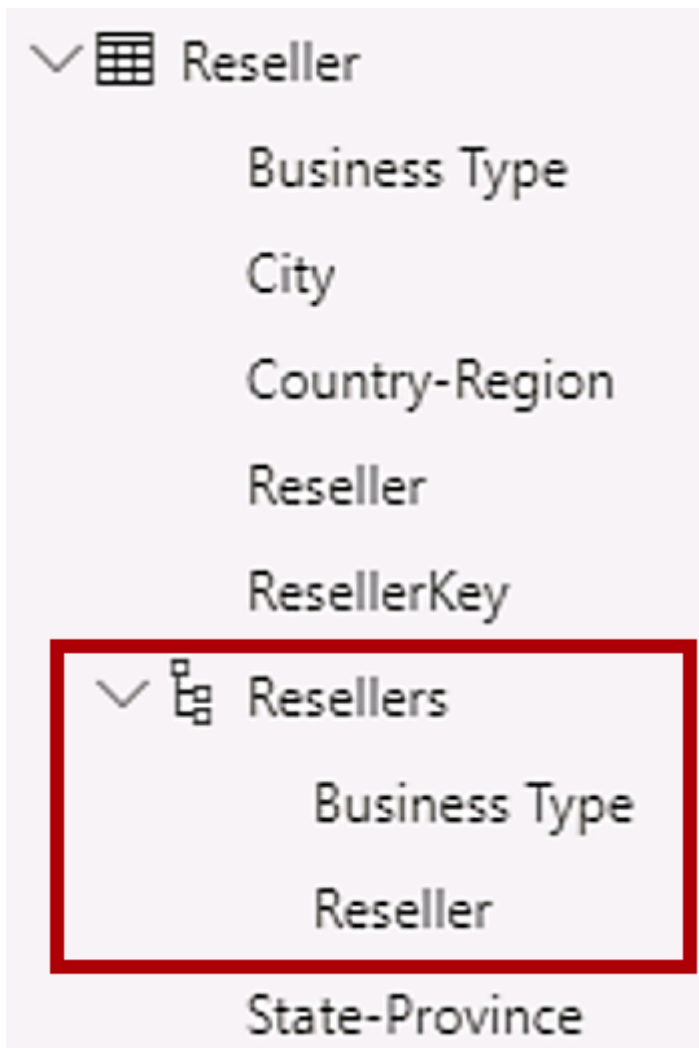 Reseller
Business Type
City
Country-Region
Reseller
ResellerKey
Resellers
Business Type
Reseller
State-Province